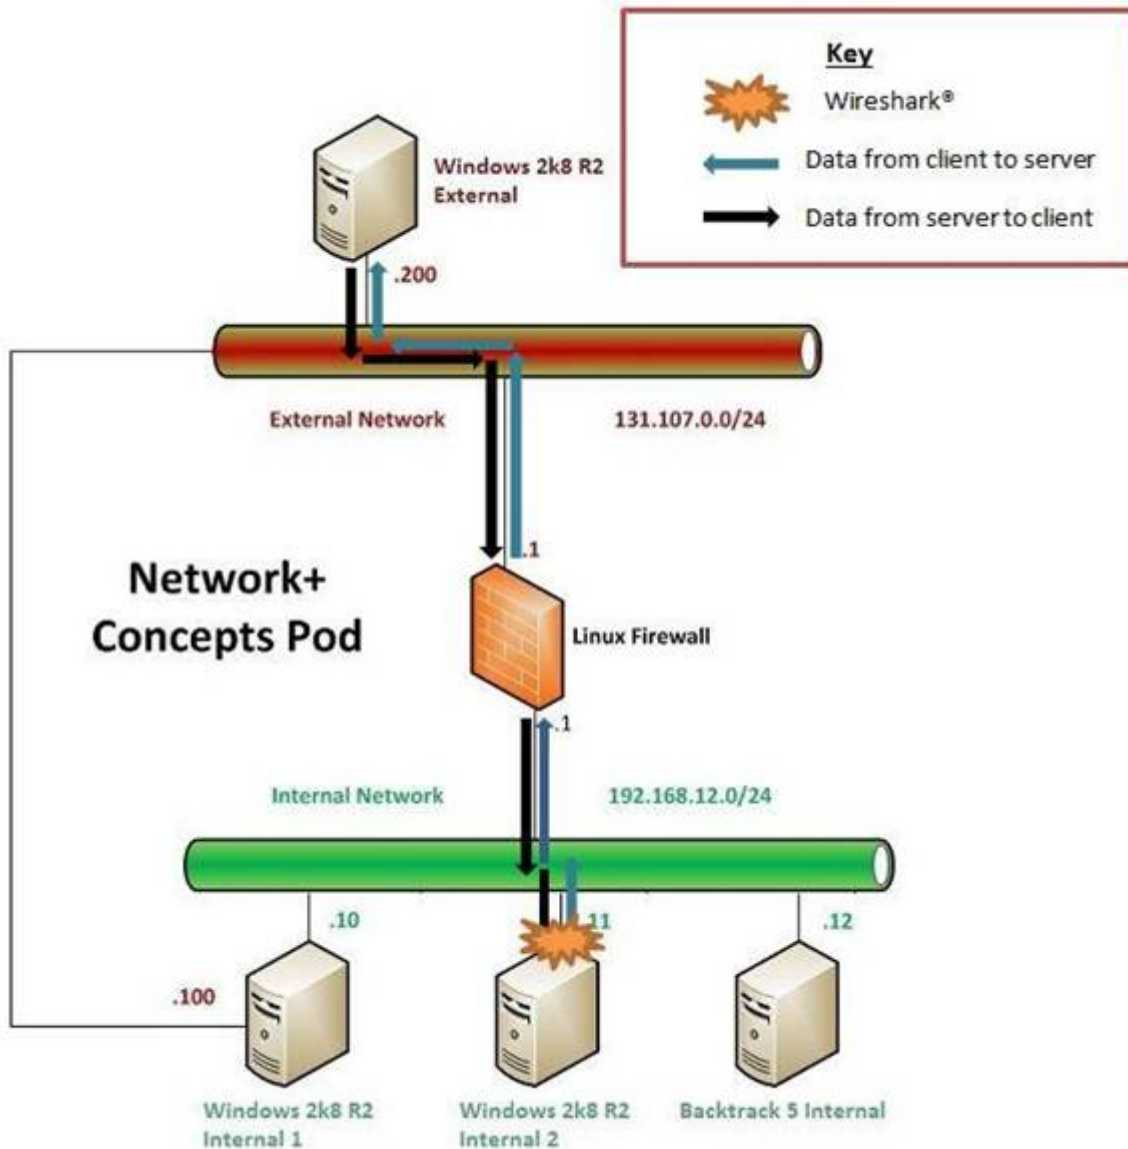 Key
Wireshark®
Data from client to server
Data from server to client
Windows 2k8 R2
External
.200
External Network
131.107.0.0/24
.1
Network+
Concepts Pod
Linux Firewall
.1
Internal Network
192.168.12.0/24
.10
.11
.12
.100
Windows 2k8 R2
Internal 1
Windows 2k8 R2
Internal 2
Backtrack 5 Internal